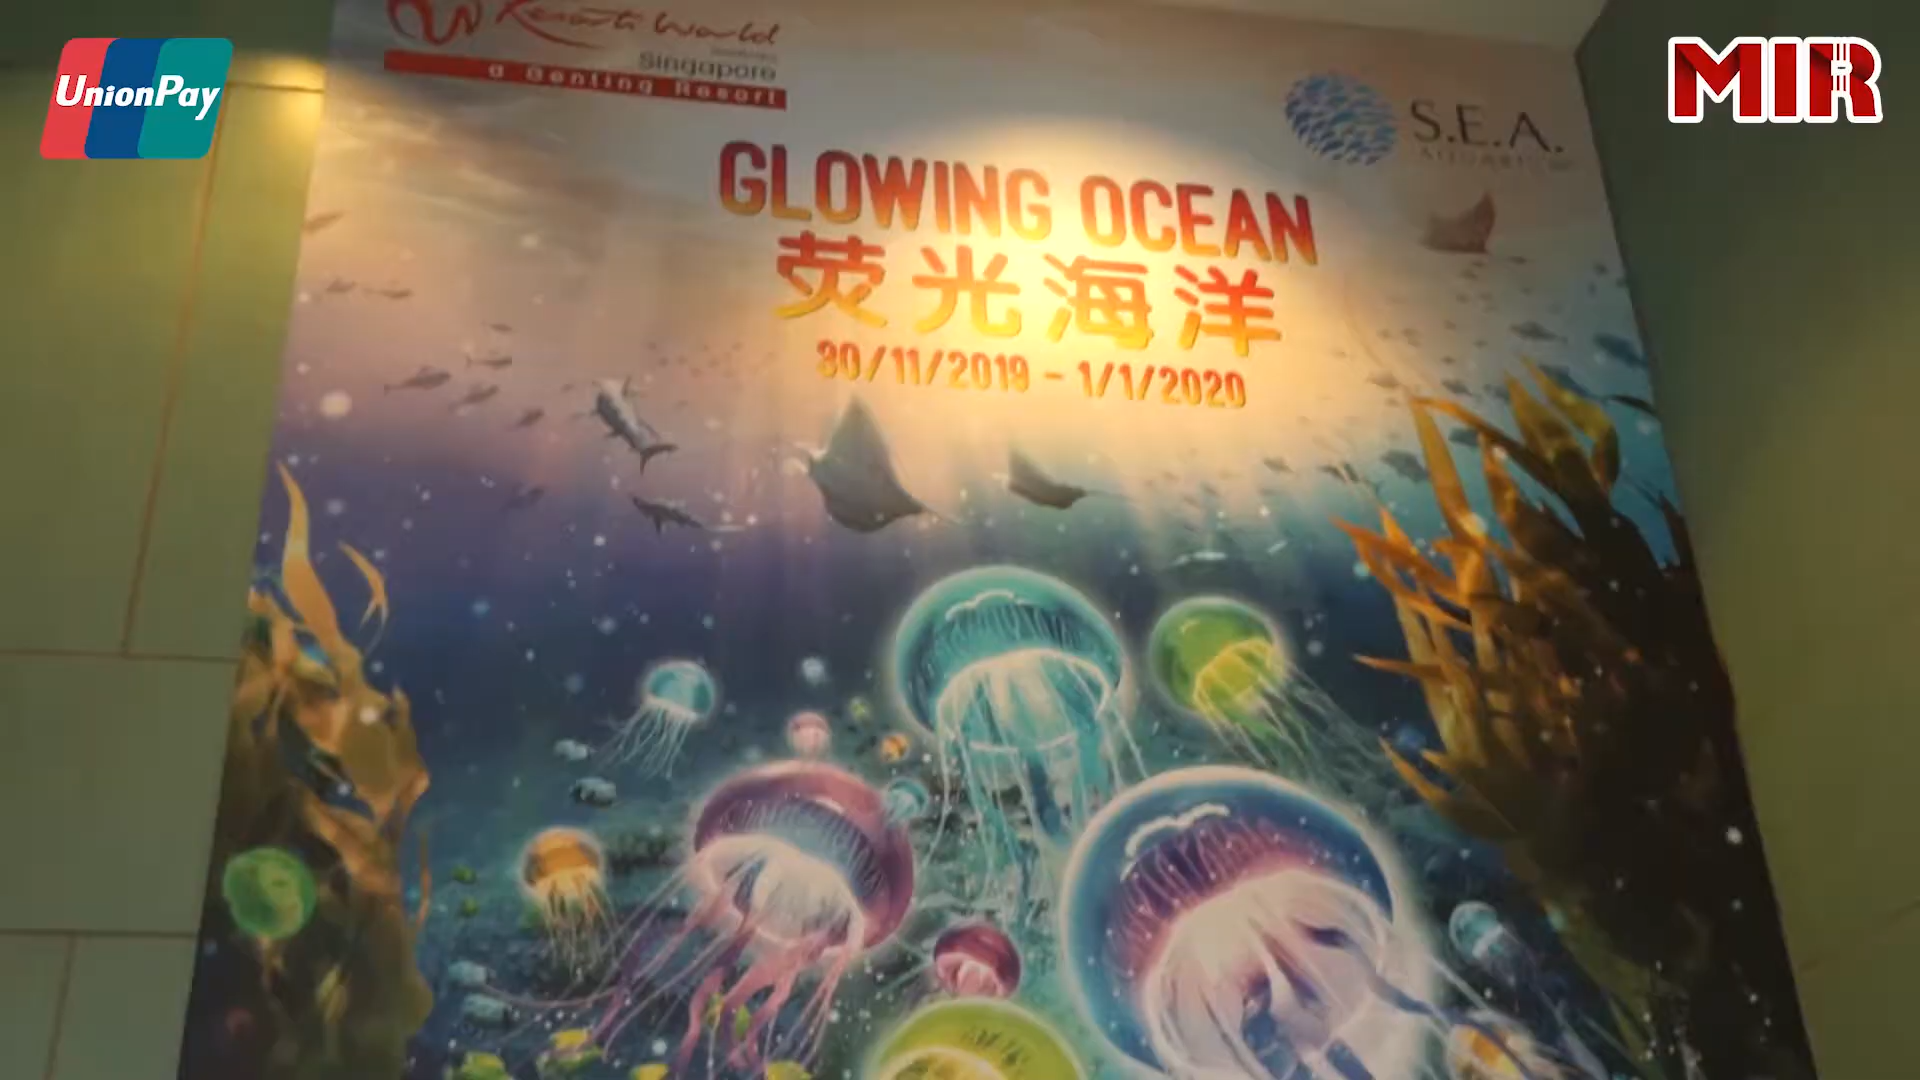 UnionPay
MIR
Resorts World
Singapore
a Genting Resort
S.E.A.
AQUARIUM
GLOWING OCEAN
荧光海洋
30/11/2019 - 1/1/2020